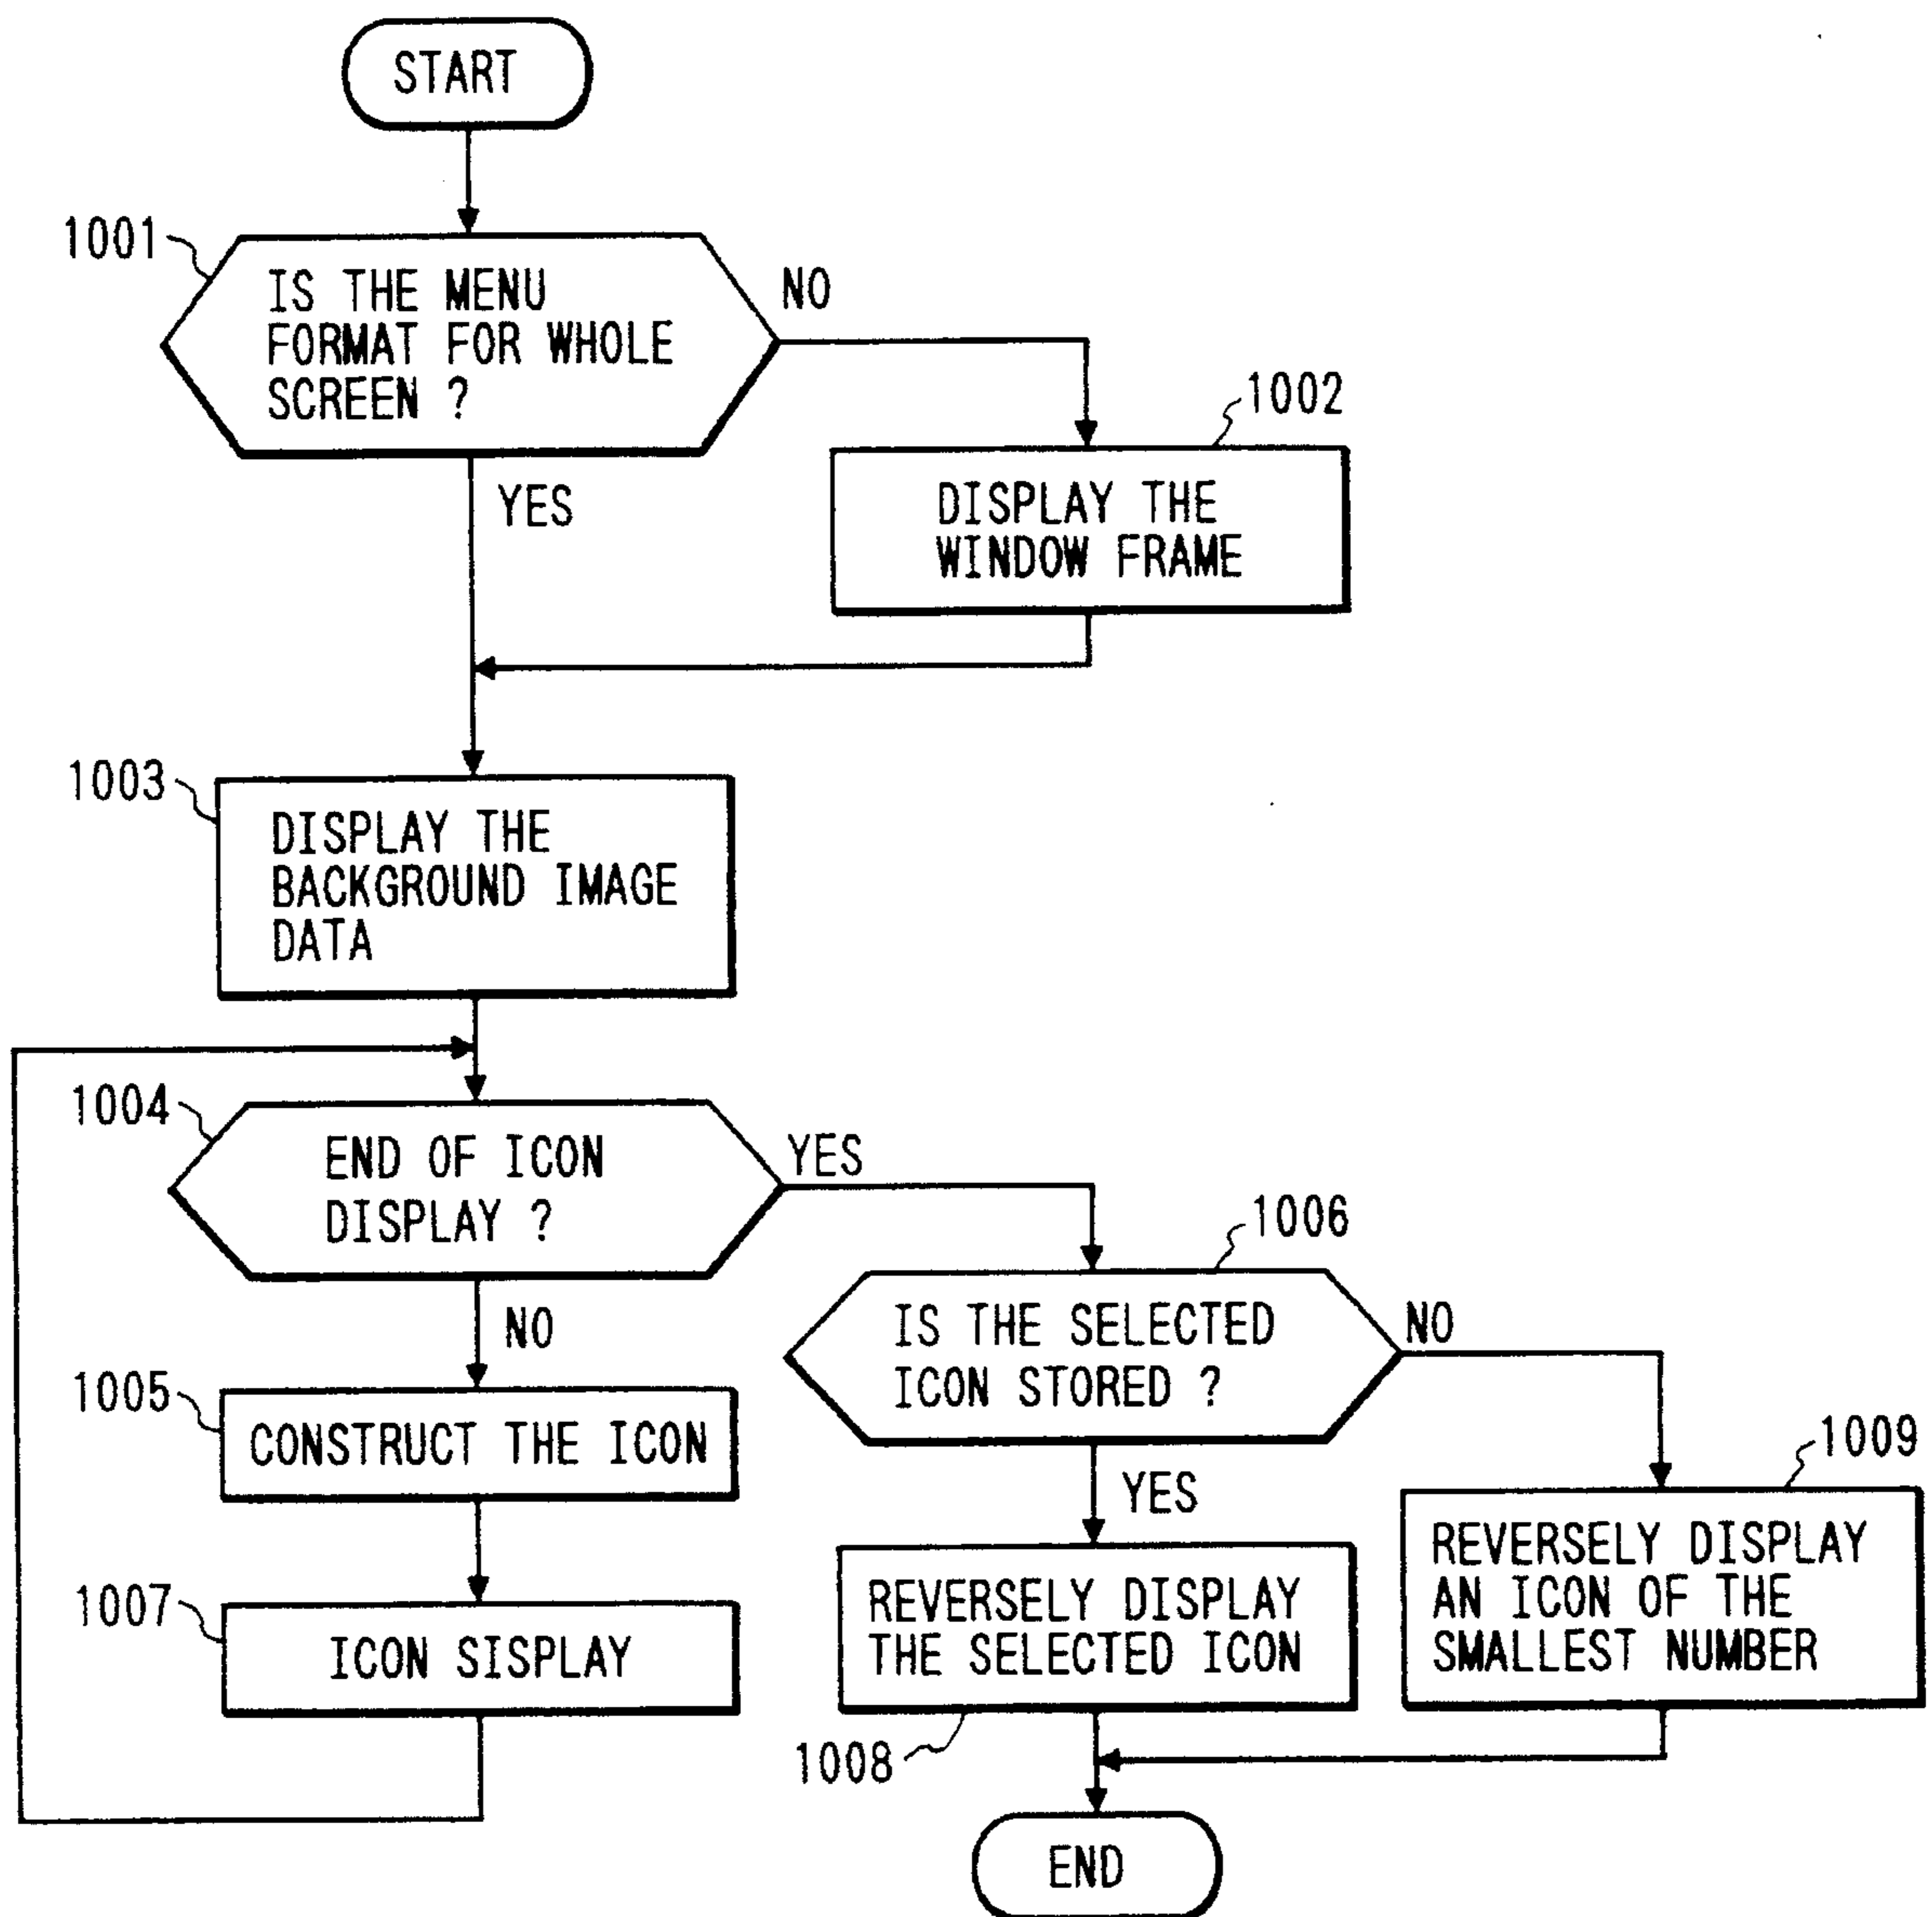 START
1001
IS THE MENU
FORMAT FOR WHOLE
SCREEN ?
NO
YES
1002
DISPLAY THE
WINDOW FRAME
1003
DISPLAY THE
BACKGROUND IMAGE
DATA
1004
END OF ICON
DISPLAY ?
YES
NO
1005
CONSTRUCT THE ICON
1007
ICON SISPLAY
1006
IS THE SELECTED
ICON STORED ?
NO
YES
1008
REVERSELY DISPLAY
THE SELECTED ICON
1009
REVERSELY DISPLAY
AN ICON OF THE
SMALLEST NUMBER
END